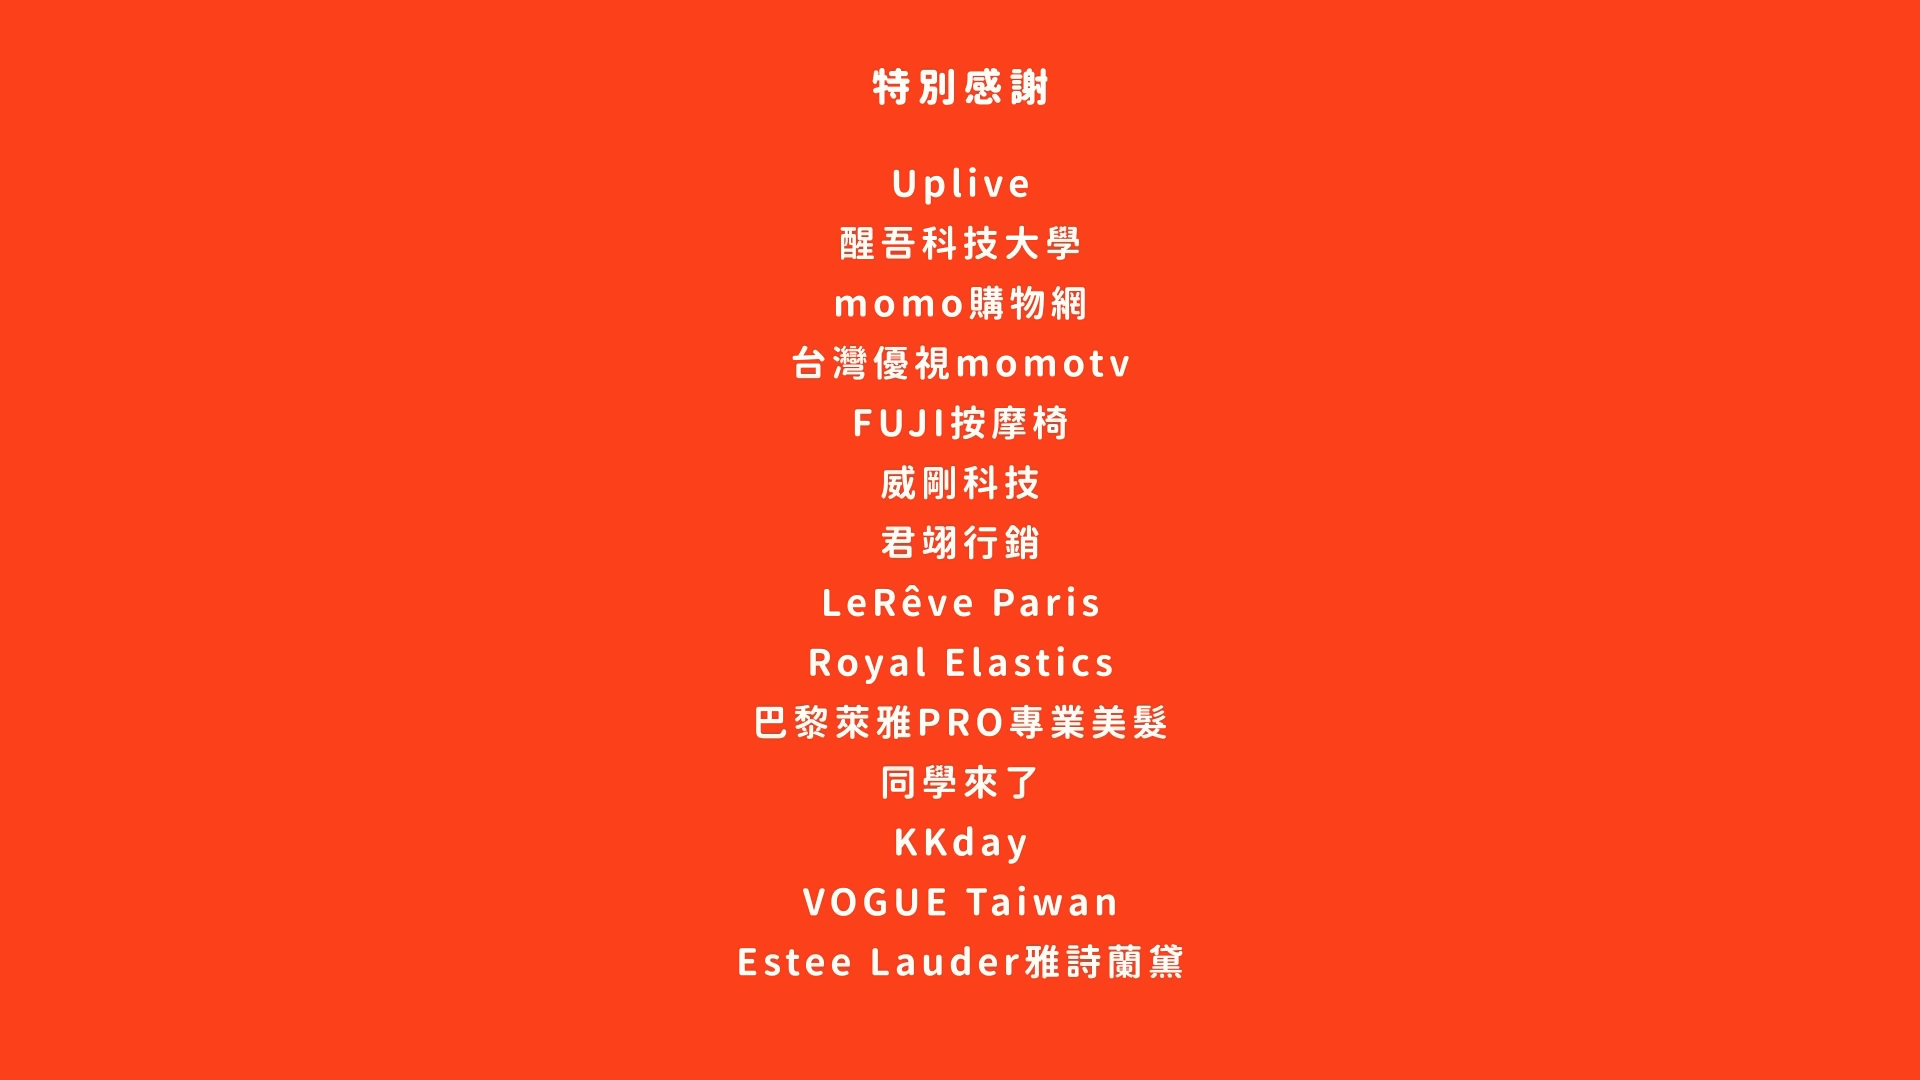 特別感謝
Uplive
醒吾科技大學
momo購物網
台灣優視momotv
FUJI按摩椅
威剛科技
君翊行銷
LeRêve Paris
Royal Elastics
巴黎萊雅PRO專業美髮
同學來了
KKday
VOGUE Taiwan
Estee Lauder雅詩蘭黛